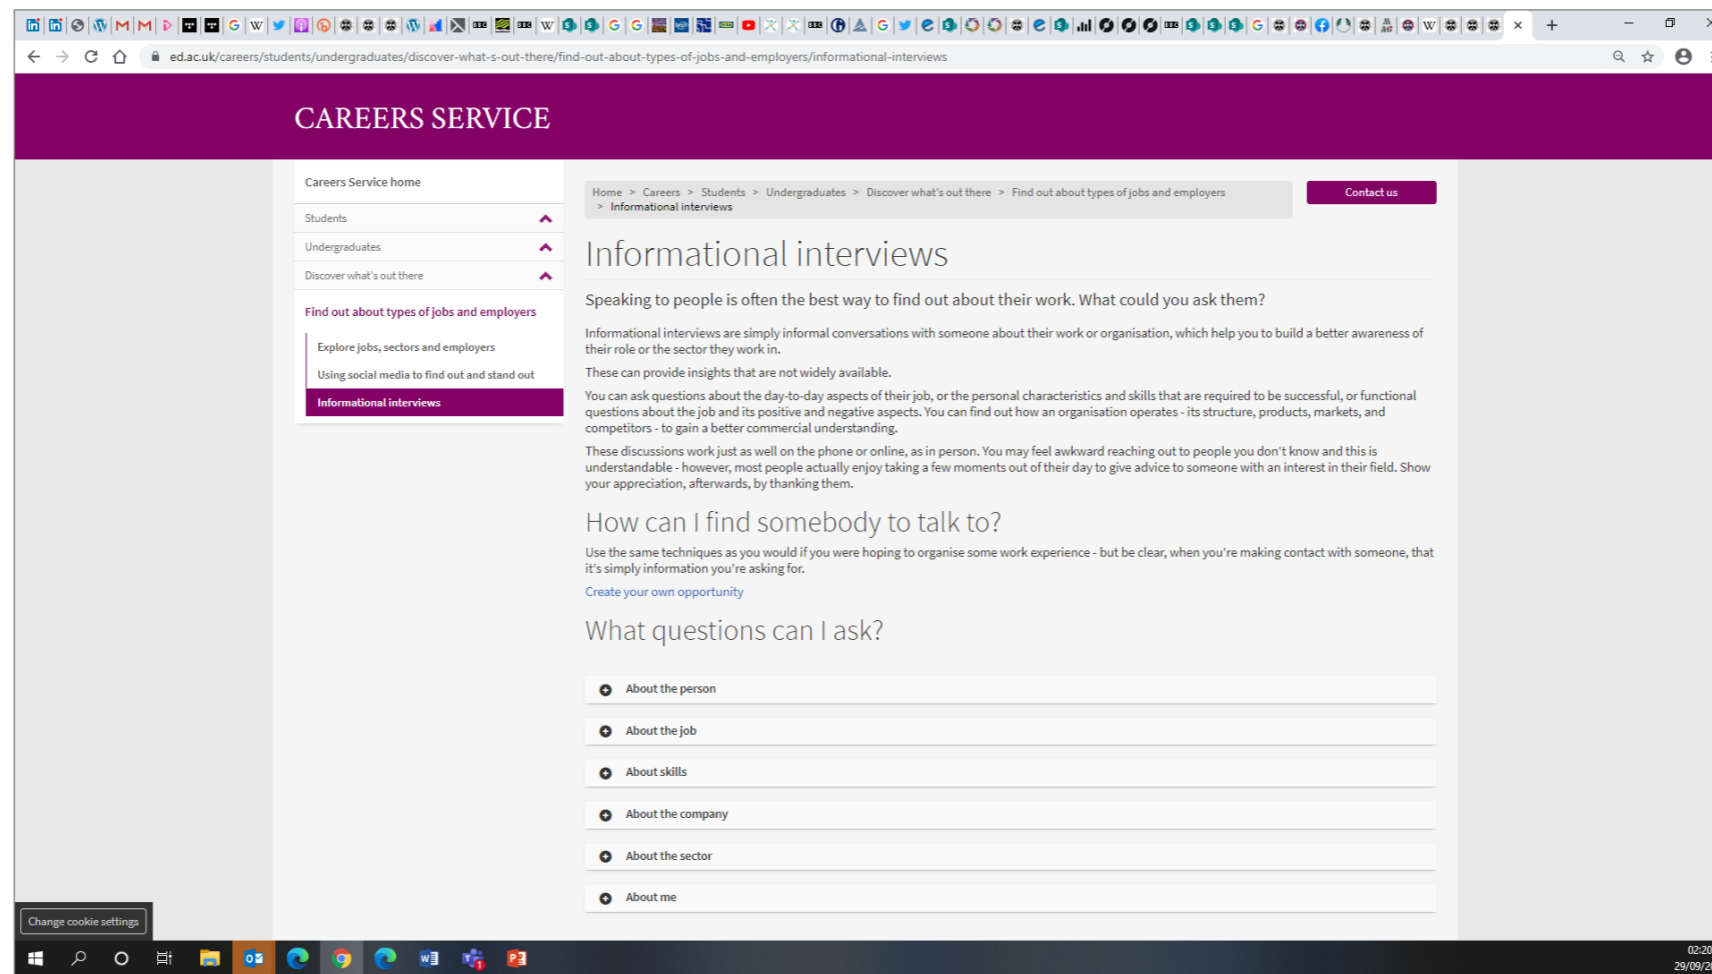 ed.ac.uk/careers/students/undergraduates/discover-what-s-out-there/find-out-about-types-of-jobs-and-employers/informational-interviews
CAREERS SERVICE
Careers Service home
Students
Undergraduates
Discover what's out there
Find out about types of jobs and employers
Explore jobs, sectors and employers
Using social media to find out and stand out
Informational interviews
Home > Careers > Students > Undergraduates > Discover what's out there > Find out about types of jobs and employers
> Informational interviews
Contact us
Informational interviews
Speaking to people is often the best way to find out about their work. What could you ask them?
Informational interviews are simply informal conversations with someone about their work or organisation, which help you to build a better awareness of
their role or the sector they work in.
These can provide insights that are not widely available.
You can ask questions about the day-to-day aspects of their job, or the personal characteristics and skills that are required to be successful, or functional
questions about the job and its positive and negative aspects. You can find out how an organisation operates - its structure, products, markets, and
competitors - to gain a better commercial understanding.
These discussions work just as well on the phone or online, as in person. You may feel awkward reaching out to people you don't know and this is
understandable - however, most people actually enjoy taking a few moments out of their day to give advice to someone with an interest in their field. Show
your appreciation, afterwards, by thanking them.
How can I find somebody to talk to?
Use the same techniques as you would if you were hoping to organise some work experience - but be clear, when you're making contact with someone, that
it's simply information you're asking for.
Create your own opportunity
What questions can I ask?
About the person
About the job
About skills
About the company
About the sector
About me
Change cookie settings
02:20
29/09/20